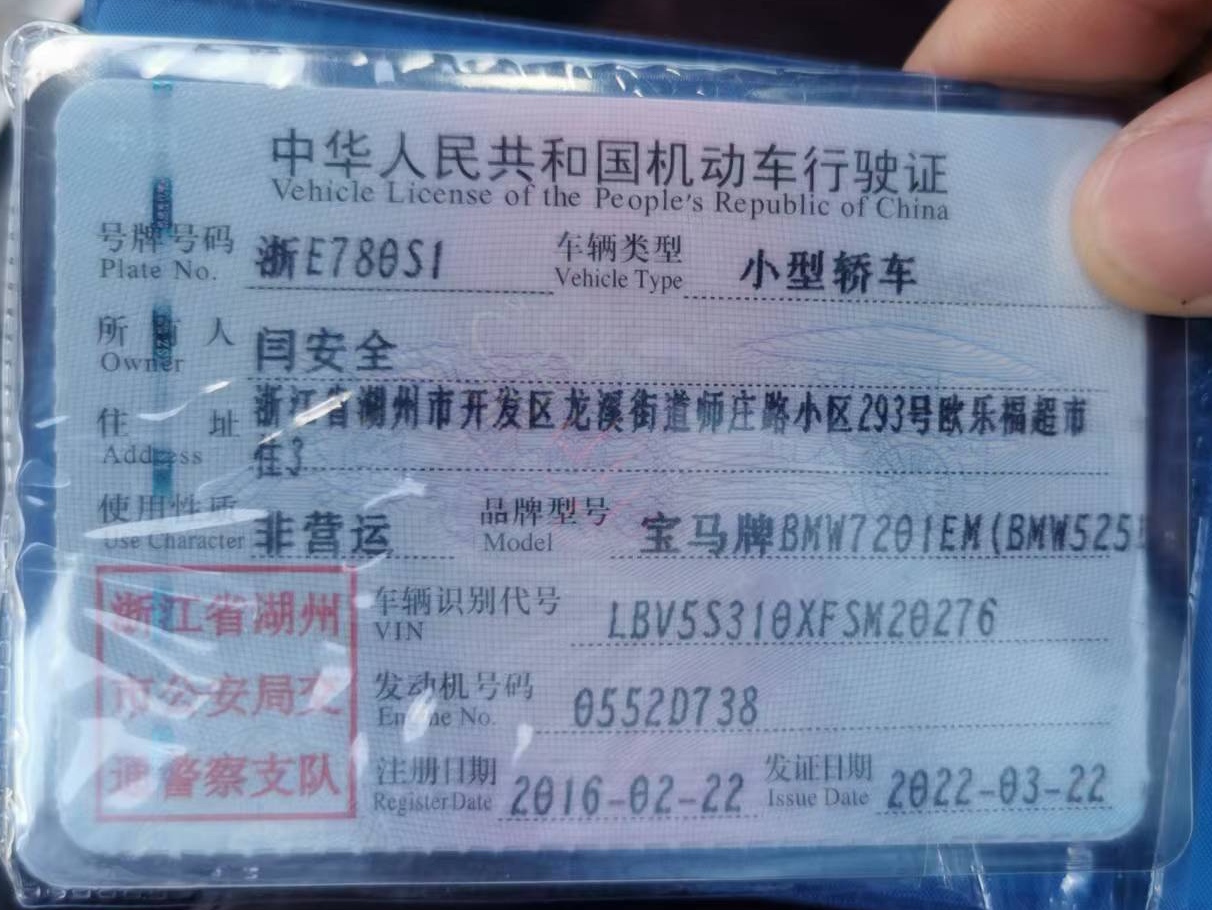 中华人民共和国机动车行驶证
Vehicle License of the People's Republic of China
号牌号码 浙E780S1 车辆类型 小型轿车
Plate No. Vehicle Type
所有人 闫安全
Owner
住址 浙江省湖州市开发区龙溪街道师庄路小区293号欧乐福超市
Address 任3
使用性质 非营运 品牌型号 宝马牌BMW7201EM(BMW525
Use Character Model
浙江省湖州 车辆识别代号 LBV5S310XFSM20276
VIN
市公安局交 发动机号码 0552D738
Engine No.
通警察支队 注册日期 2016-02-22 发证日期 2022-03-22
Register Date Issue Date